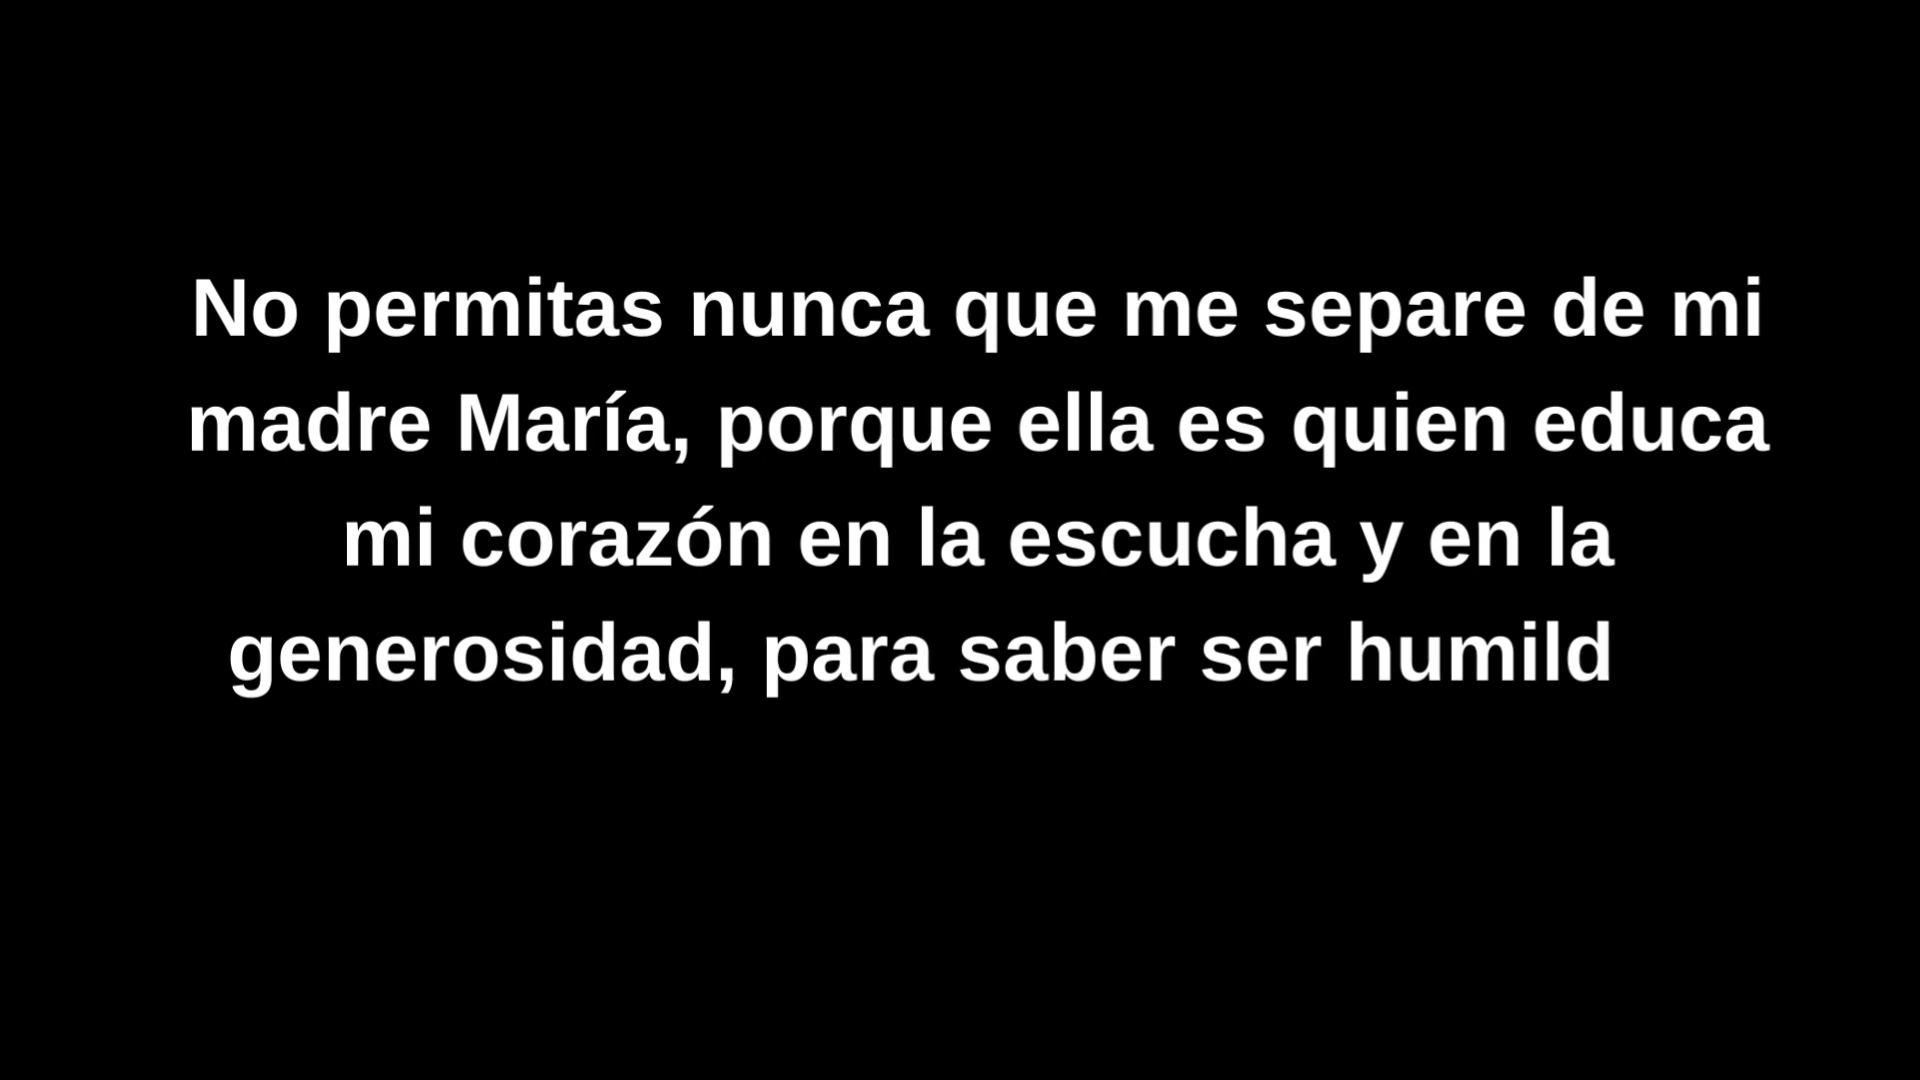 No permitas nunca que me separe de mi
madre María, porque ella es quien educa
mi corazón en la escucha y en la
generosidad, para saber ser humild